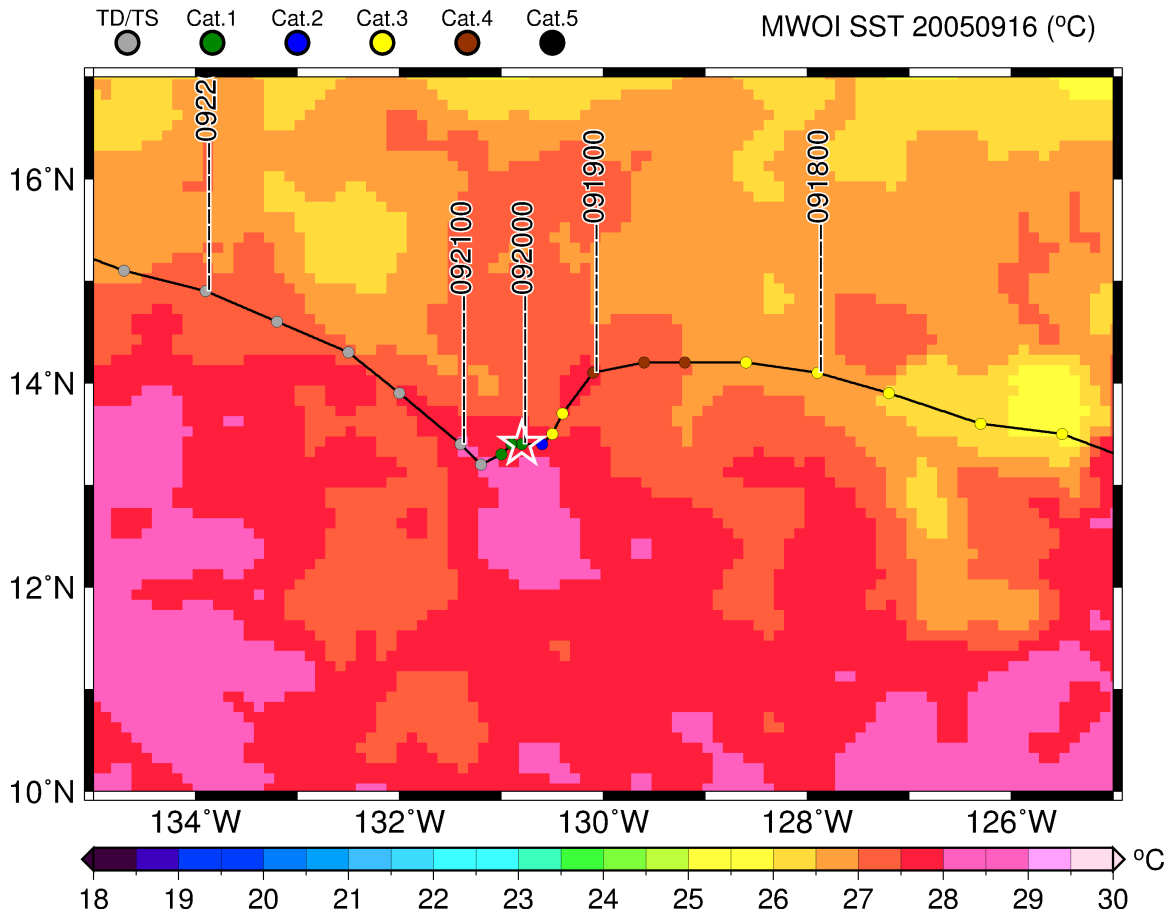 TD/TS Cat.1 Cat.2 Cat.3 Cat.4 Cat.5
MWOI SST 20050916 (ºC)
0922
091900
091800
092100
092000
16˚N
14˚N
12˚N
10˚N
134˚W 132˚W 130˚W 128˚W 126˚W
ºC
18 19 20 21 22 23 24 25 26 27 28 29 30